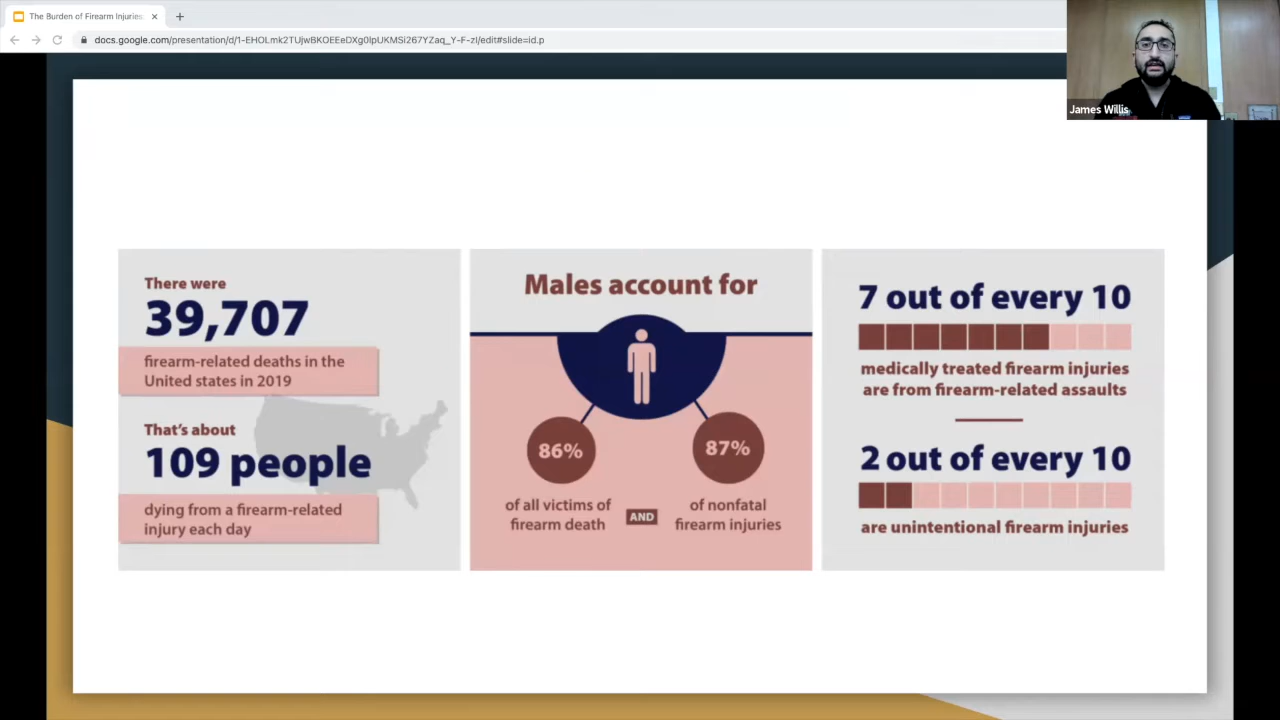 The Burden of Firearm Injuries
docs.google.com/presentation/d/1-EHOLmk2TUjwBKOEEeDXg0lpUKMSi267YZaq_Y-F-zI/edit#slide=id.p
James Willis
There were
39,707
firearm-related deaths in the
United states in 2019
That's about
109 people
dying from a firearm-related
injury each day
Males account for
86%
of all victims of
firearm death
AND
87%
of nonfatal
firearm injuries
7 out of every 10
medically treated firearm injuries
are from firearm-related assaults
2 out of every 10
are unintentional firearm injuries